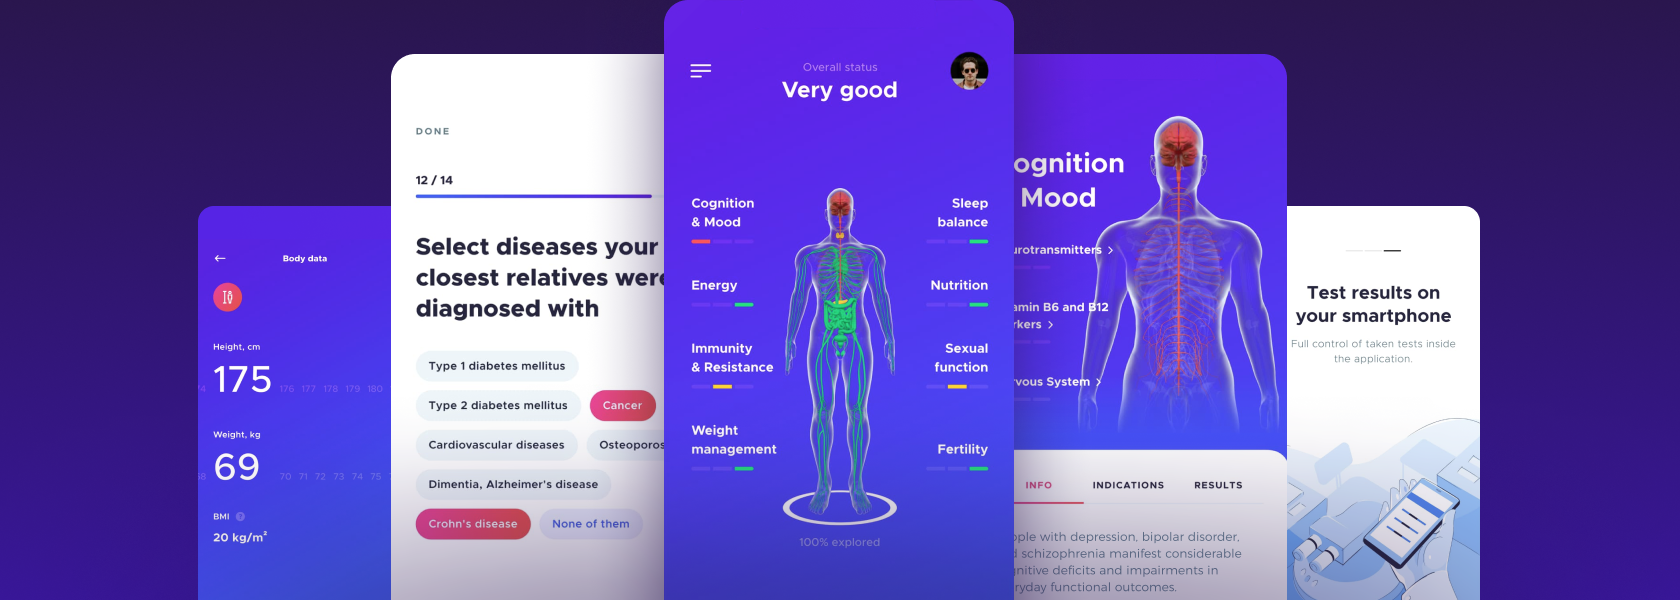 Body data
Height, cm
175
176 177 178 179 180
Weight, kg
69
70 71 72 73 74 75
BMI ?
20 kg/m²
DONE
12 / 14
Select diseases your
closest relatives were
diagnosed with
Type 1 diabetes mellitus
Type 2 diabetes mellitus
Cancer
Cardiovascular diseases
Osteoporos
Dimentia, Alzheimer's disease
Crohn's disease
None of them
Overall status
Very good
Cognition
& Mood
Energy
Immunity
& Resistance
Weight
management
Sleep
balance
Nutrition
Sexual
function
Fertility
100% explored
ognition
Mood
urotransmitters >
amin B6 and B12
rkers >
rvous System >
INFO
INDICATIONS
RESULTS
ople with depression, bipolar disorder,
d schizophrenia manifest considerable
gnitive deficits and impairments in
ryday functional outcomes.
Test results on
your smartphone
Full control of taken tests inside
the application.